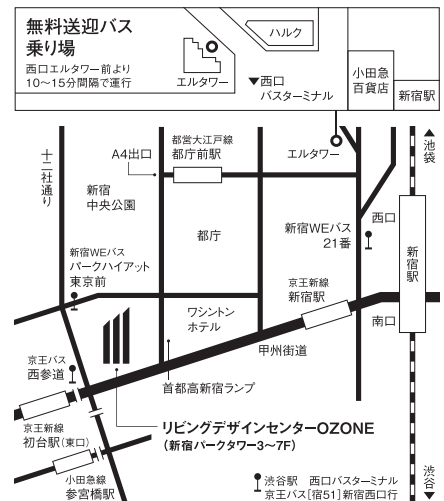 無料送迎バス
乗り場
西口エルタワー前より
10〜15分間隔で運行
ハルク
エルタワー
▼西口
バスターミナル
小田急
百貨店
新宿駅
▲池袋
十二社通り
A4出口
都営大江戸線
都庁前駅
エルタワー
新宿
中央公園
都庁
新宿WEバス
21番
西口
新宿駅
新宿WEバス
パークハイアット
東京前
京王新線
新宿駅
ワシントン
ホテル
南口
甲州街道
京王バス
西参道
首都高新宿ランプ
京王新線
初台駅(東口)
リビングデザインセンターOZONE
(新宿パークタワー3〜7F)
小田急線
参宮橋駅
渋谷駅 西口バスターミナル
京王バス[宿51]新宿西口行
渋谷▼